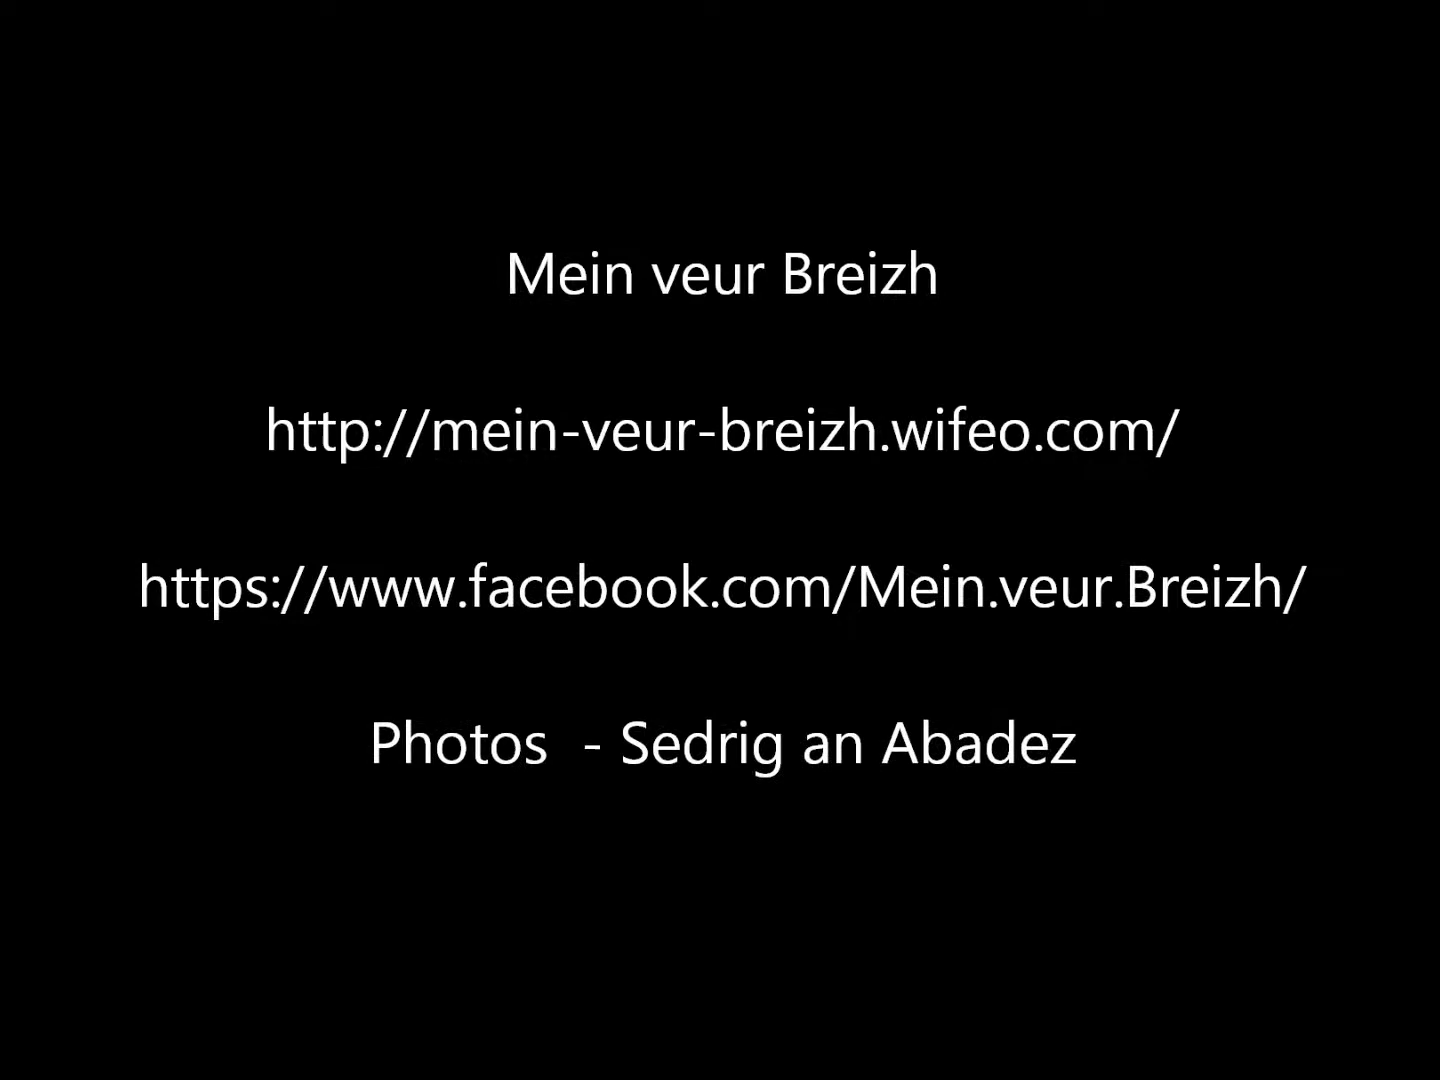 Mein veur Breizh
http://mein-veur-breizh.wifeo.com/
https://www.facebook.com/Mein.veur.Breizh/
Photos  - Sedrig an Abadez